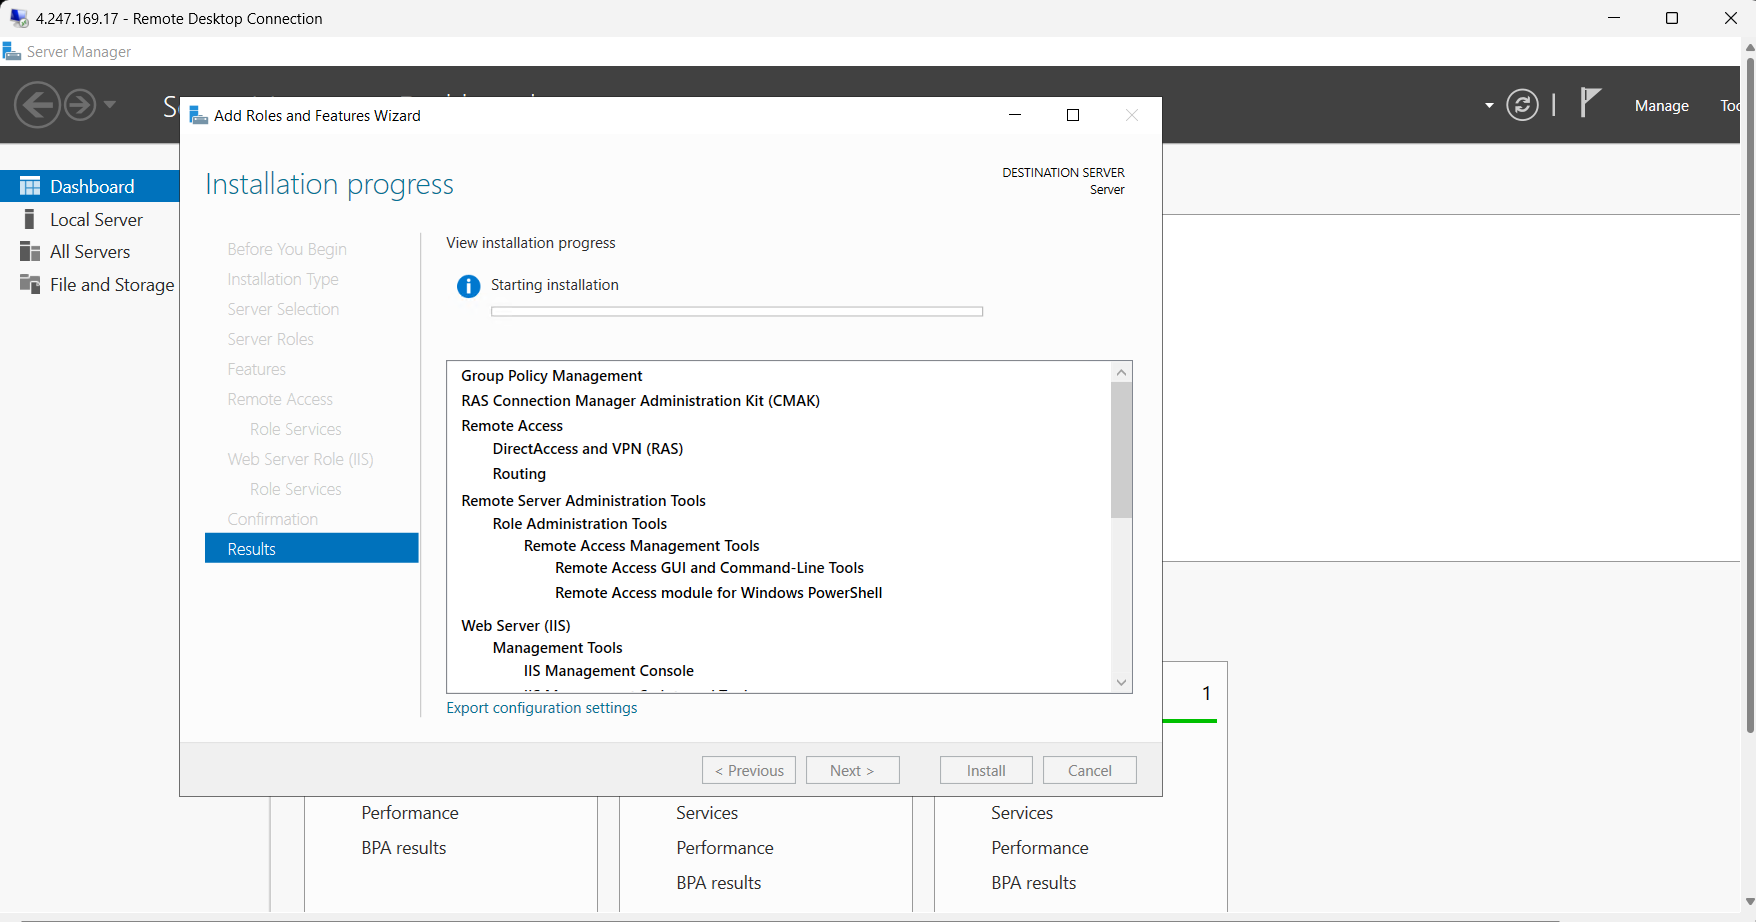 4.247.169.17 - Remote Desktop Connection
Server Manager
Manage
Add Roles and Features Wizard
Dashboard
Local Server
All Servers
File and Storage
Installation progress
DESTINATION SERVER
Server
Before You Begin
Installation Type
Server Selection
Server Roles
Features
Remote Access
Role Services
Web Server Role (IIS)
Role Services
Confirmation
Results
View installation progress
Starting installation
Group Policy Management
RAS Connection Manager Administration Kit (CMAK)
Remote Access
DirectAccess and VPN (RAS)
Routing
Remote Server Administration Tools
Role Administration Tools
Remote Access Management Tools
Remote Access GUI and Command-Line Tools
Remote Access module for Windows PowerShell
Web Server (IIS)
Management Tools
IIS Management Console
Export configuration settings
1
< Previous
Next >
Install
Cancel
Performance
BPA results
Services
Performance
BPA results
Services
Performance
BPA results